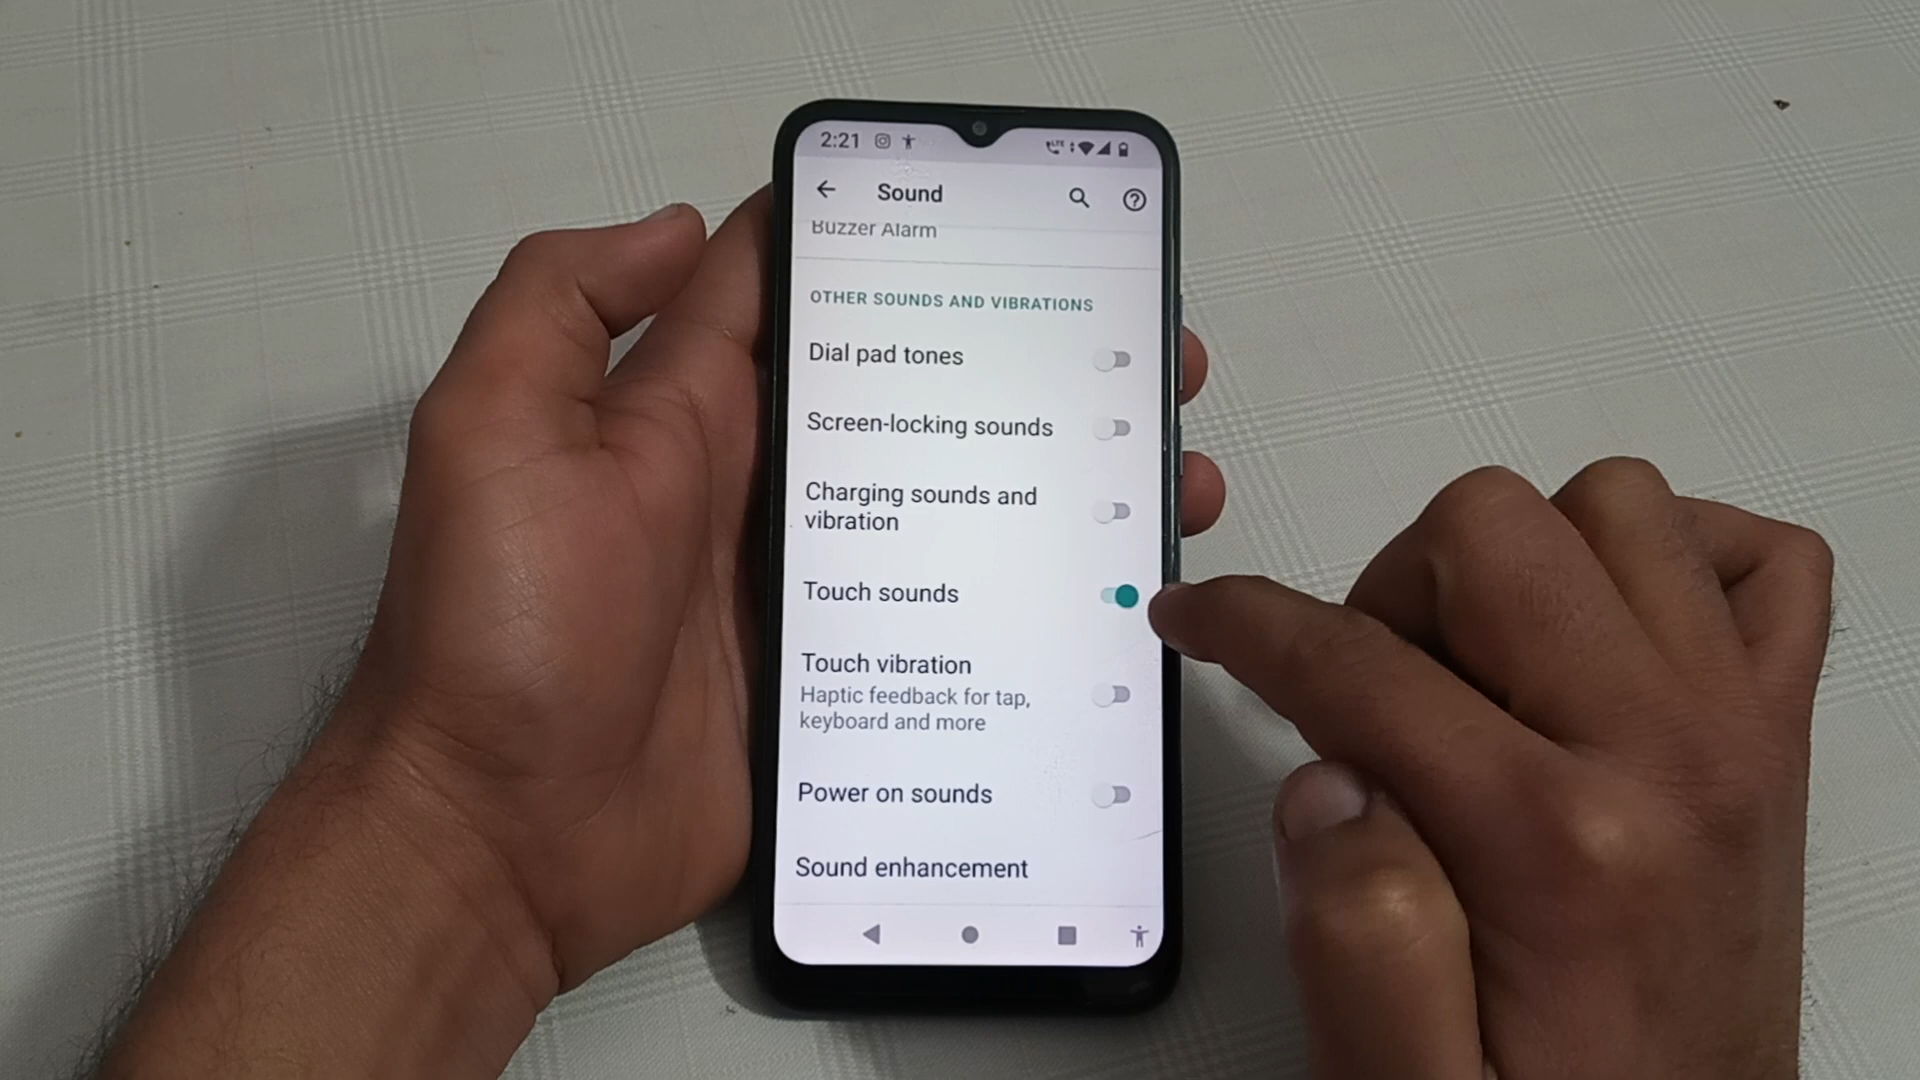 2:21
LTE
Sound
Buzzer Alarm
OTHER SOUNDS AND VIBRATIONS
Dial pad tones
Screen-locking sounds
Charging sounds and
vibration
Touch sounds
Touch vibration
Haptic feedback for tap,
keyboard and more
Power on sounds
Sound enhancement